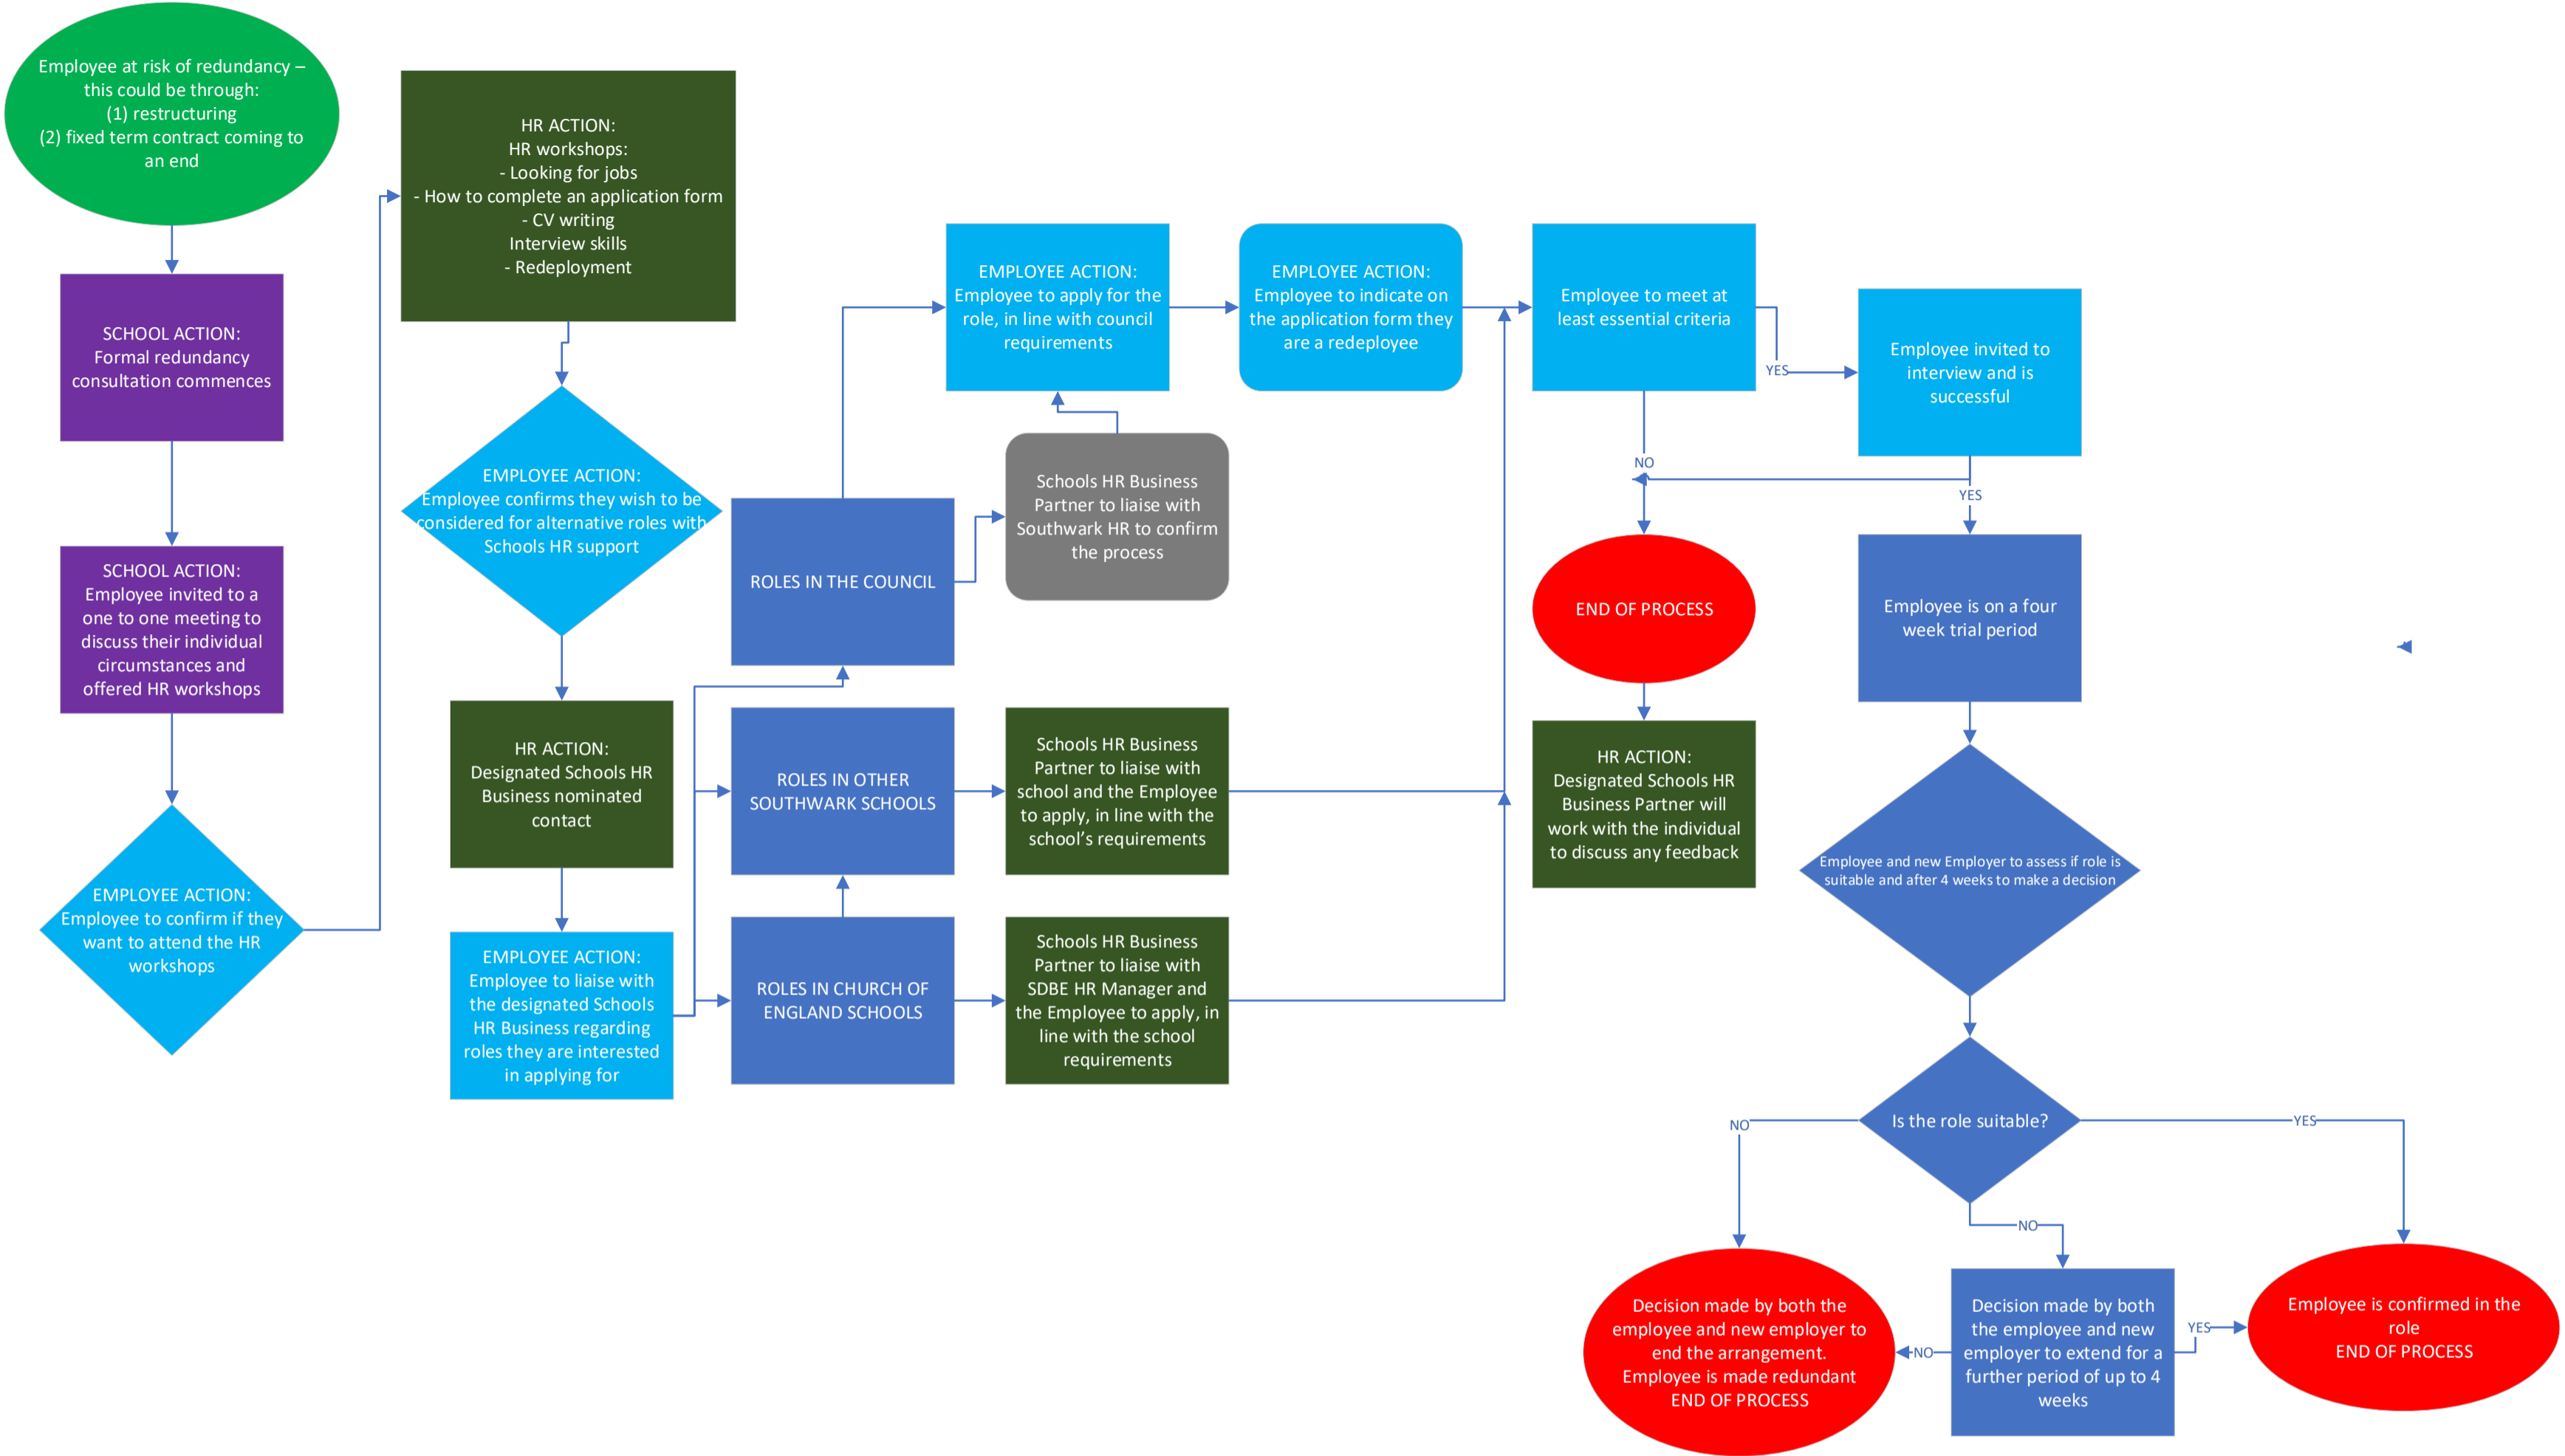 Employee at risk of redundancy –
this could be through:
(1) restructuring
(2) fixed term contract coming to
an end
SCHOOL ACTION:
Formal redundancy
consultation commences
SCHOOL ACTION:
Employee invited to a
one to one meeting to
discuss their individual
circumstances and
offered HR workshops
EMPLOYEE ACTION:
Employee to confirm if they
want to attend the HR
workshops
HR ACTION:
HR workshops:
- Looking for jobs
- How to complete an application form
- CV writing
Interview skills
- Redeployment
EMPLOYEE ACTION:
Employee confirms they wish to be
considered for alternative roles with
Schools HR support
HR ACTION:
Designated Schools HR
Business nominated
contact
EMPLOYEE ACTION:
Employee to liaise with
the designated Schools
HR Business regarding
roles they are interested
in applying for
ROLES IN THE COUNCIL
ROLES IN OTHER
SOUTHWARK SCHOOLS
ROLES IN CHURCH OF
ENGLAND SCHOOLS
EMPLOYEE ACTION:
Employee to apply for the
role, in line with council
requirements
Schools HR Business
Partner to liaise with
Southwark HR to confirm
the process
Schools HR Business
Partner to liaise with
school and the Employee
to apply, in line with the
school’s requirements
Schools HR Business
Partner to liaise with
SDBE HR Manager and
the Employee to apply, in
line with the school
requirements
EMPLOYEE ACTION:
Employee to indicate on
the application form they
are a redeployee
Employee to meet at
least essential criteria
YES
NO
END OF PROCESS
HR ACTION:
Designated Schools HR
Business Partner will
work with the individual
to discuss any feedback
Employee invited to
interview and is
successful
YES
Employee is on a four
week trial period
Employee and new Employer to assess if role is
suitable and after 4 weeks to make a decision
Is the role suitable?
NO
YES
NO
Decision made by both the
employee and new employer to
end the arrangement.
Employee is made redundant
END OF PROCESS
NO
Decision made by both
the employee and new
employer to extend for a
further period of up to 4
weeks
YES
Employee is confirmed in the
role
END OF PROCESS